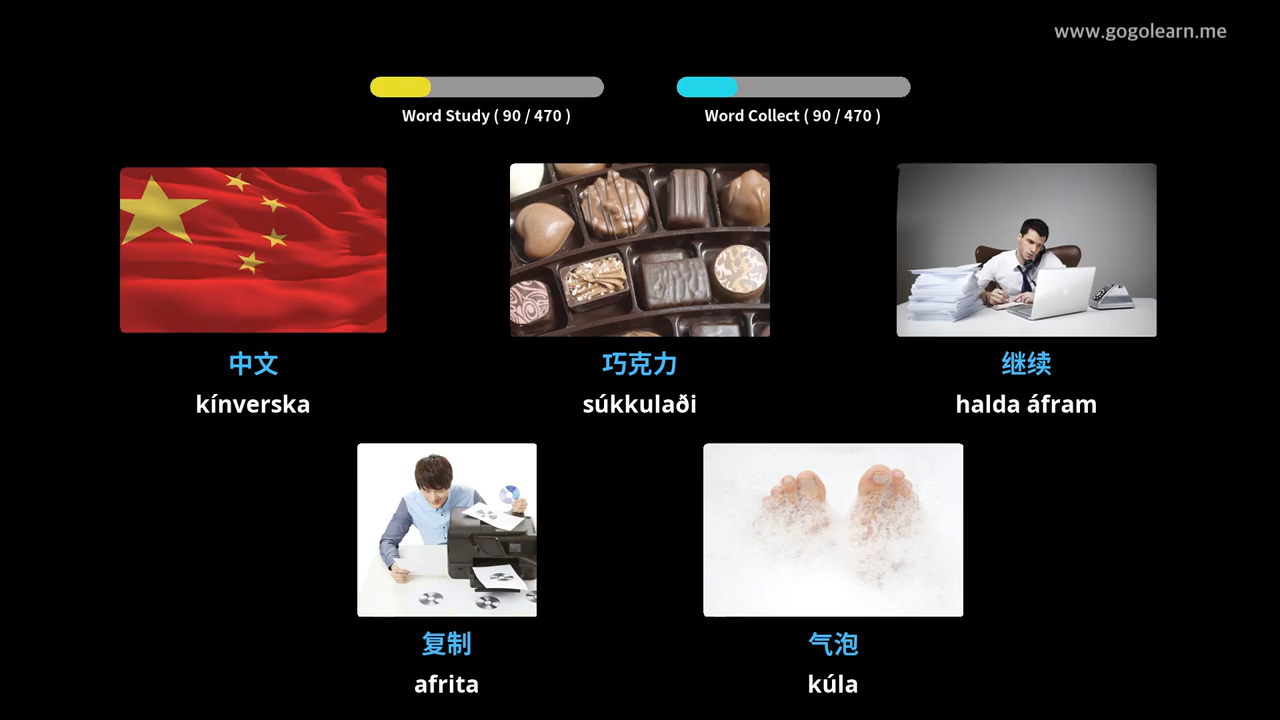 www.gogolearn.me
Word Study ( 90 / 470 )
Word Collect ( 90 / 470 )
中文
kínverska
巧克力
súkkulaði
继续
halda áfram
复制
afrita
气泡
kúla